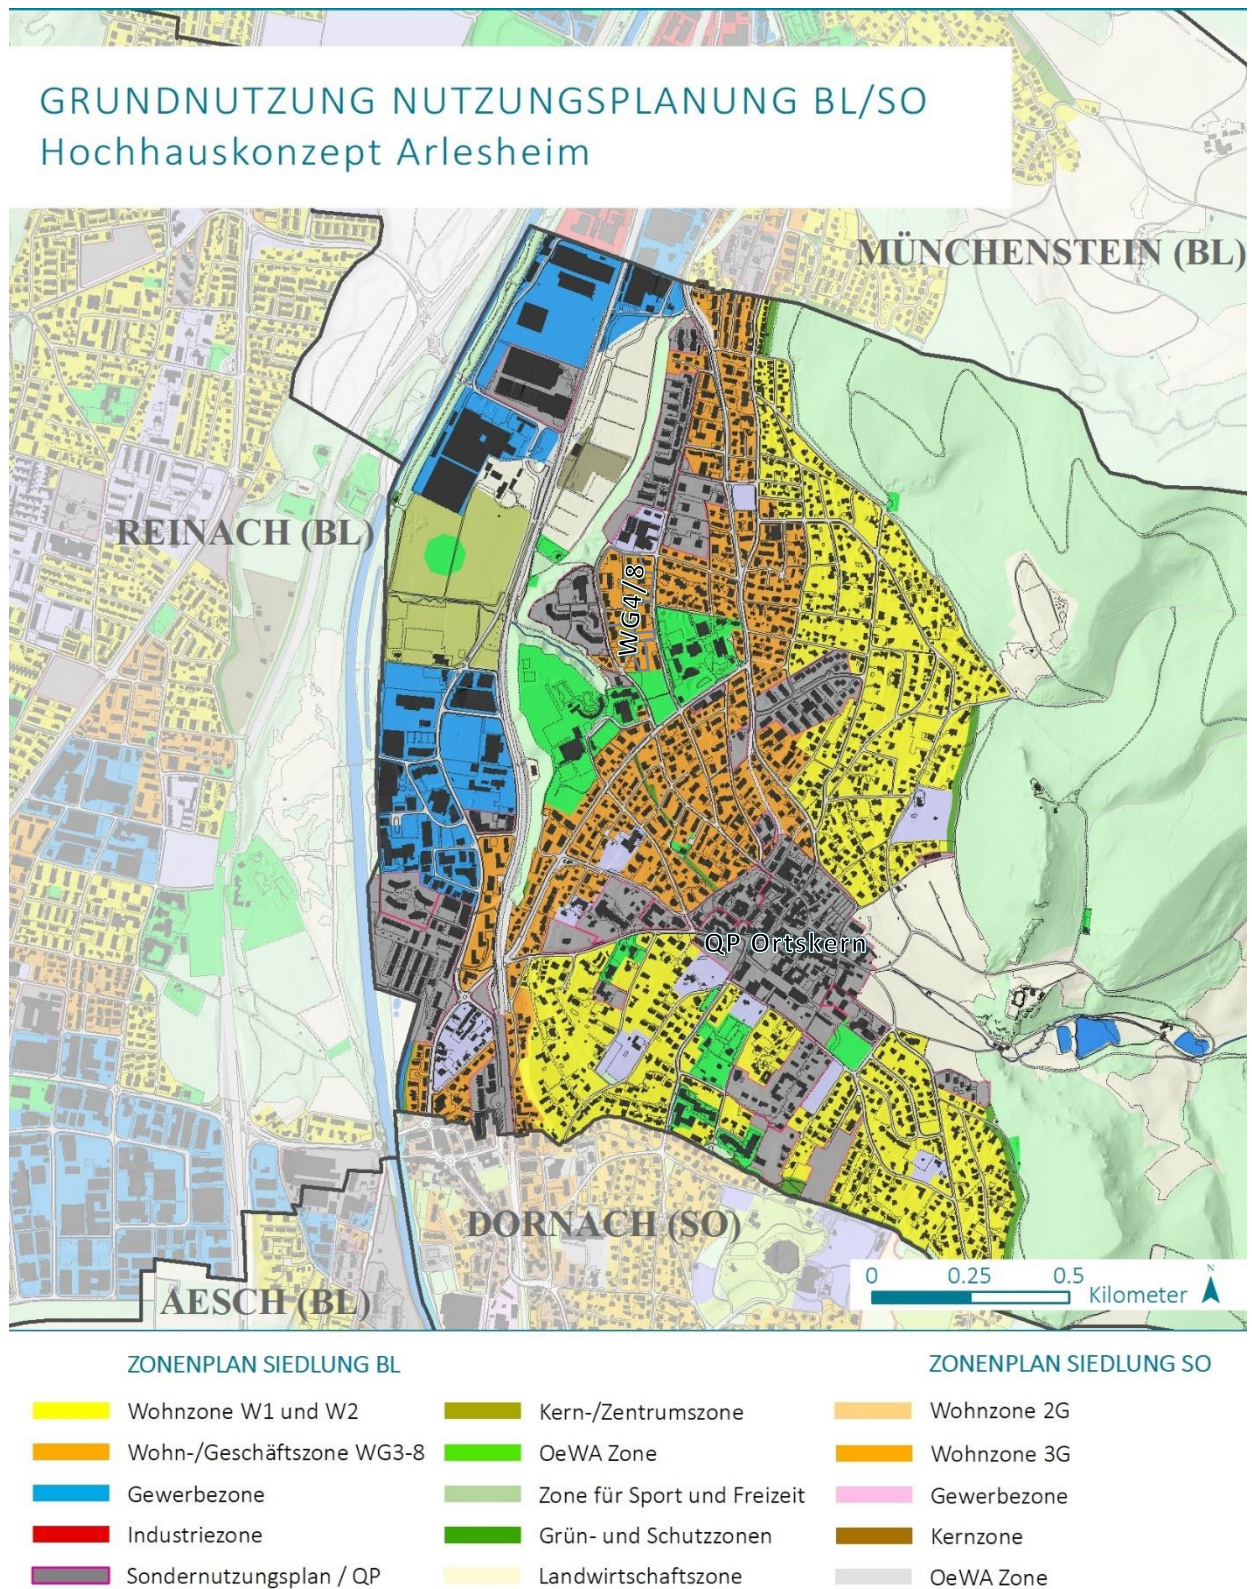 GRUNDNUTZUNG NUTZUNGSPLANUNG BL/SO
Hochhauskonzept Arlesheim
MÜNCHENSTEIN (BL)
REINACH (BL)
WG4/8
QP Ortskern
DORNACH (SO)
AESCH (BL)
0 0.25 0.5
Kilometer
N
ZONENPLAN SIEDLUNG BL
Wohnzone W1 und W2
Wohn-/Geschäftszone WG3-8
Gewerbezone
Industriezone
Sondernutzungsplan / QP
Kern-/Zentrumszone
OeWA Zone
Zone für Sport und Freizeit
Grün- und Schutzzonen
Landwirtschaftszone
ZONENPLAN SIEDLUNG SO
Wohnzone 2G
Wohnzone 3G
Gewerbezone
Kernzone
OeWA Zone